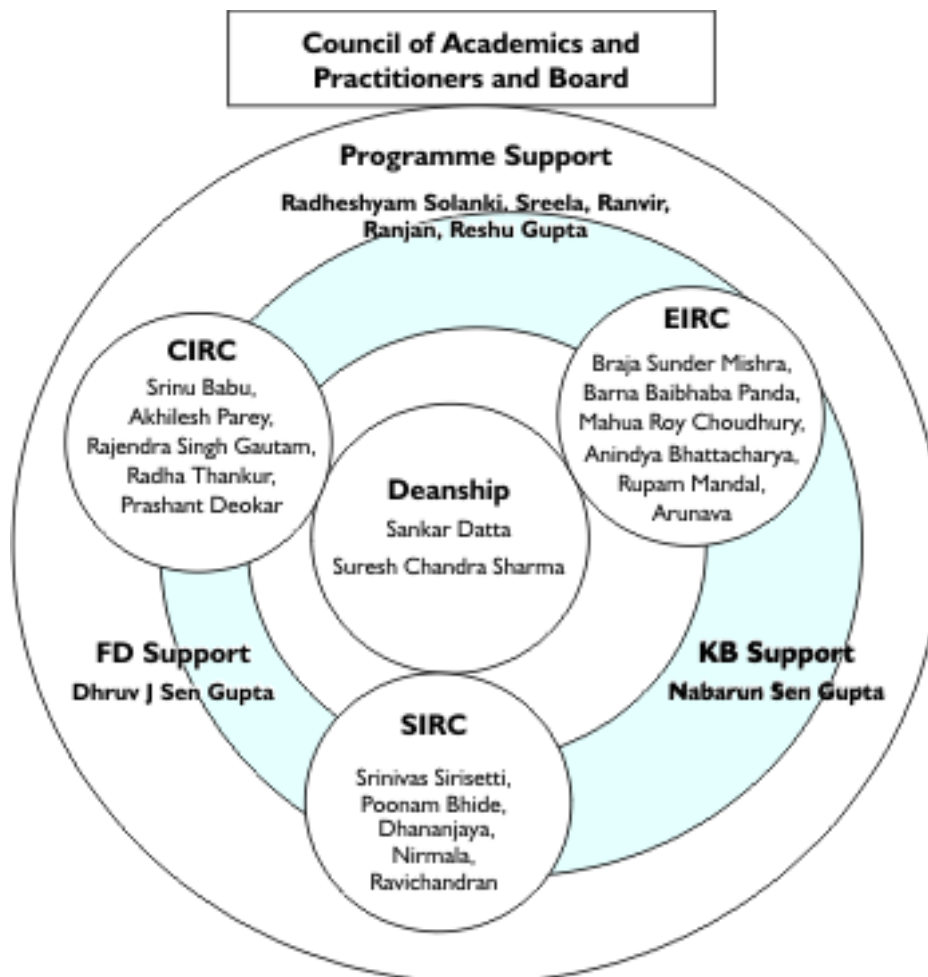 Council of Academics and
Practitioners and Board
Programme Support
Radheshyam Solanki, Sreela, Ranvir,
Ranjan, Reshu Gupta
CIRC
Srinu Babu,
Akhilesh Parey,
Rajendra Singh Gautam,
Radha Thankur,
Prashant Deokar
EIRC
Braja Sunder Mishra,
Barna Baibhaba Panda,
Mahua Roy Choudhury,
Anindya Bhattacharya,
Rupam Mandal,
Arunava
Deanship
Sankar Datta
Suresh Chandra Sharma
FD Support
Dhruv J Sen Gupta
KB Support
Nabarun Sen Gupta
SIRC
Srinivas Sirisetti,
Poonam Bhide,
Dhananjaya,
Nirmala,
Ravichandran